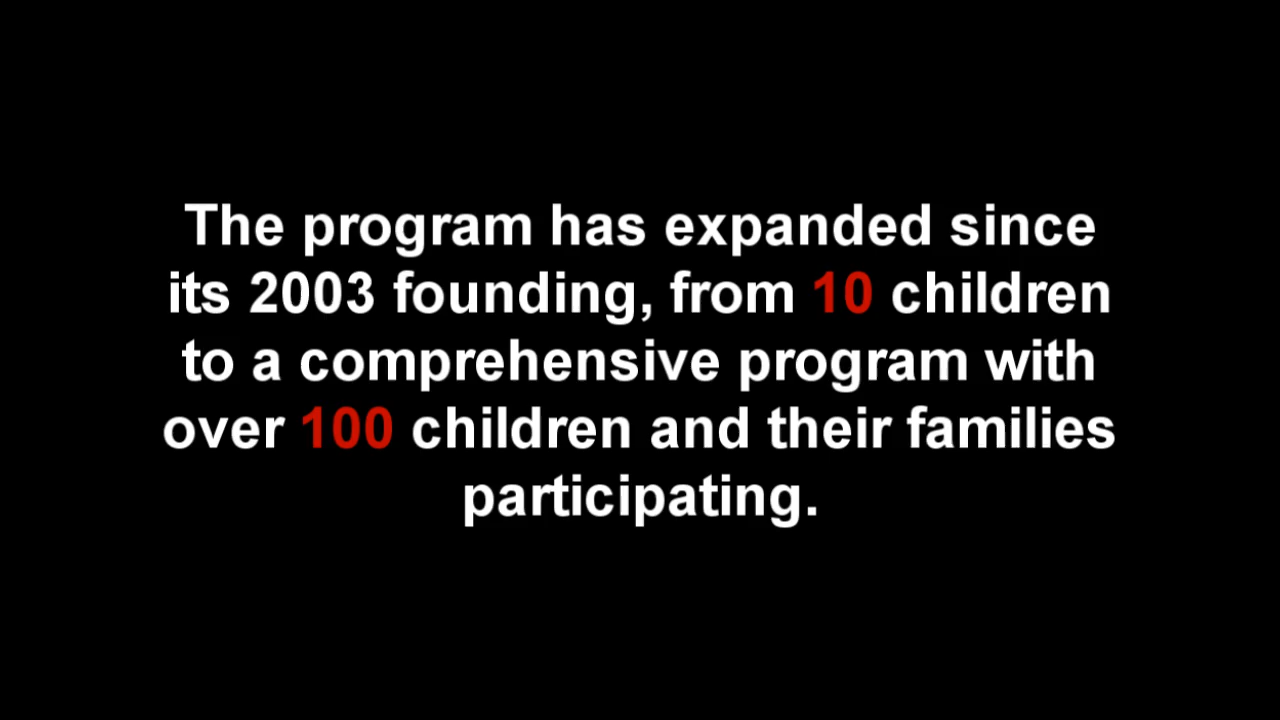 The program has expanded since
its 2003 founding, from 10 children
to a comprehensive program with
over 100 children and their families
participating.